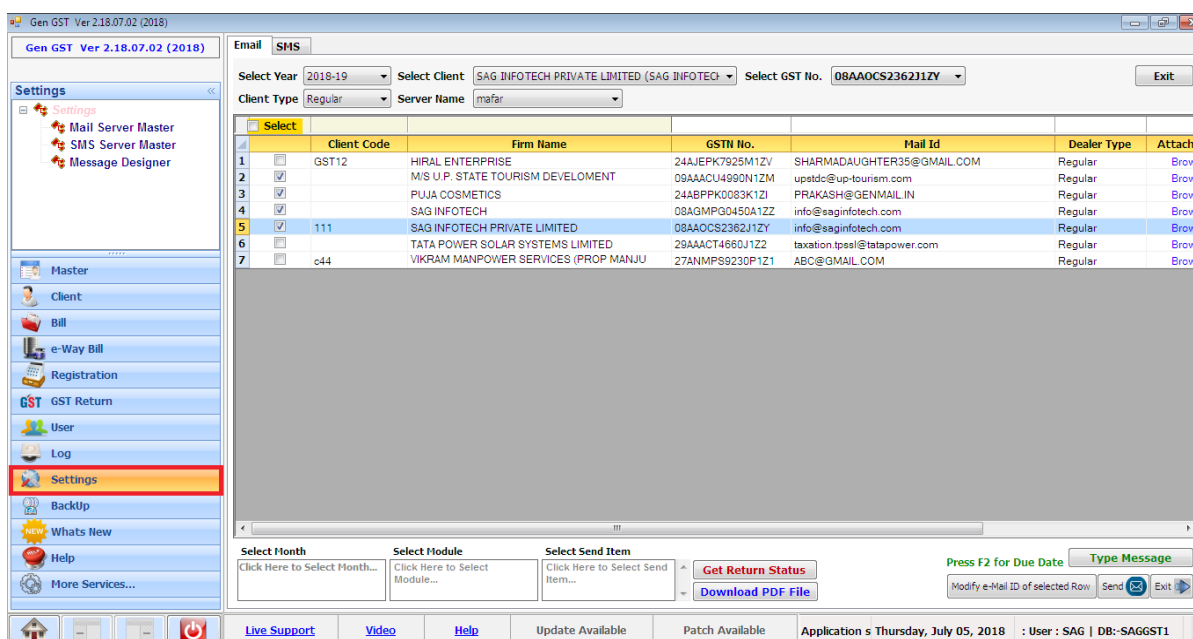 Gen GST Ver 2.18.07.02 (2018)
Gen GST Ver 2.18.07.02 (2018)
Settings
Settings
Mail Server Master
SMS Server Master
Message Designer
Master
Client
Bill
e-Way Bill
Registration
GST GST Return
User
Log
Settings
BackUp
NEW Whats New
Help
More Services...
Email SMS
Select Year 2018-19 Select Client SAG INFOTECH PRIVATE LIMITED (SAG INFOTECH Select GST No. 08AAOCS2362J1ZY Exit
Client Type Regular Server Name mafar
Select
Client Code Firm Name GSTN No. Mail Id Dealer Type Attach
1 GST12 HIRAL ENTERPRISE 24AJEPK7925M1ZV SHARMADAUGHTER35@GMAIL.COM Regular Brow
2 M/S U.P. STATE TOURISM DEVELOMENT 09AAACU4990N1ZM upstdc@up-tourism.com Regular Brow
3 PUJA COSMETICS 24ABPPK0083K1ZI PRAKASH@GENMAIL.IN Regular Brow
4 SAG INFOTECH 08AGMPG0450A1ZZ info@saginfotech.com Regular Brow
5 111 SAG INFOTECH PRIVATE LIMITED 08AAOCS2362J1ZY info@saginfotech.com Regular Brow
6 TATA POWER SOLAR SYSTEMS LIMITED 29AAACT4660J1Z2 taxation.tpssl@tatapower.com Regular Brow
7 c44 VIKRAM MANPOWER SERVICES (PROP MANJU 27ANMPS9230P1Z1 ABC@GMAIL.COM Regular Brow
Select Month Select Module Select Send Item
Click Here to Select Month... Click Here to Select Module... Click Here to Select Send Item...
Get Return Status
Download PDF File
Press F2 for Due Date Type Message
Modify e-Mail ID of selected Row Send Exit
Live Support Video Help Update Available Patch Available Application s Thursday, July 05, 2018 : User : SAG | DB:-SAGGST1